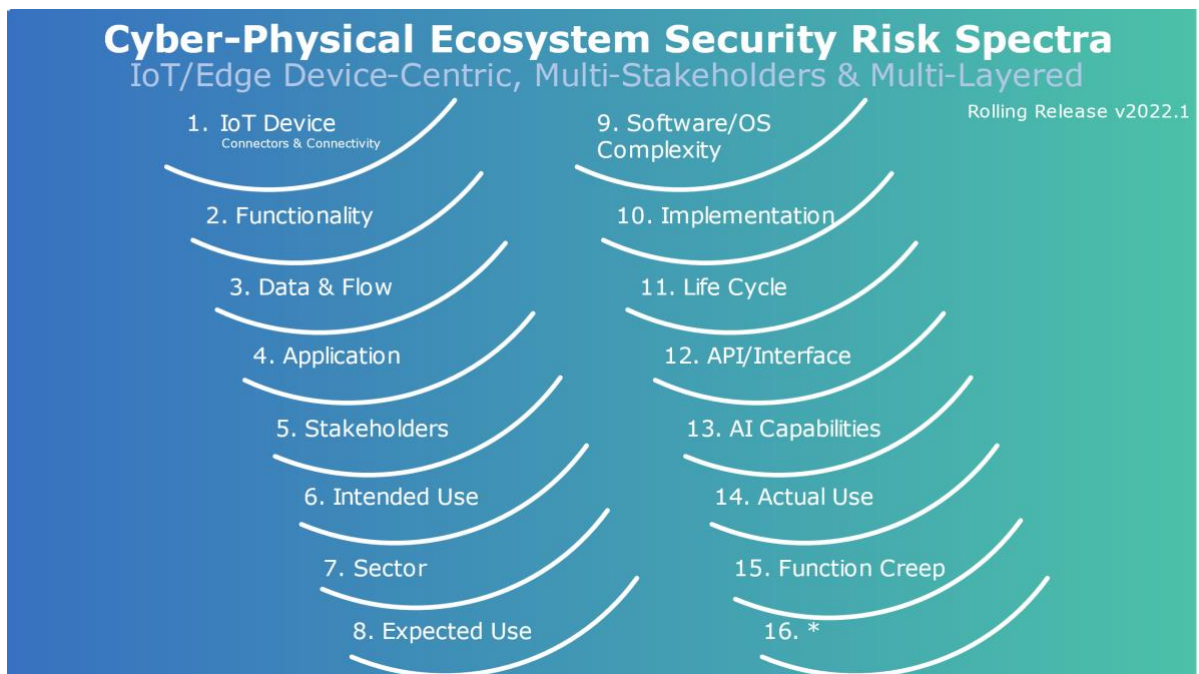 Cyber-Physical Ecosystem Security Risk Spectra
IoT/Edge Device-Centric, Multi-Stakeholders & Multi-Layered
Rolling Release v2022.1
1. IoT Device
Connectors & Connectivity
2. Functionality
3. Data & Flow
4. Application
5. Stakeholders
6. Intended Use
7. Sector
8. Expected Use
9. Software/OS
Complexity
10. Implementation
11. Life Cycle
12. API/Interface
13. AI Capabilities
14. Actual Use
15. Function Creep
16. *